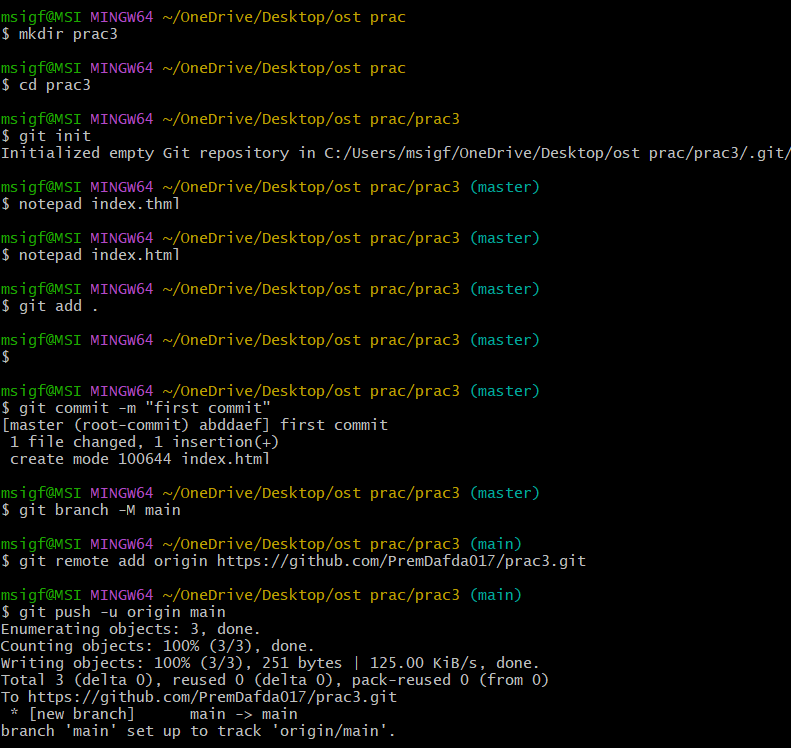 msigf@MSI MINGW64 ~/OneDrive/Desktop/ost prac
$ mkdir prac3
msigf@MSI MINGW64 ~/OneDrive/Desktop/ost prac
$ cd prac3
msigf@MSI MINGW64 ~/OneDrive/Desktop/ost prac/prac3
$ git init
Initialized empty Git repository in C:/Users/msigf/OneDrive/Desktop/ost prac/prac3/.git/
msigf@MSI MINGW64 ~/OneDrive/Desktop/ost prac/prac3 (master)
$ notepad index.thml
msigf@MSI MINGW64 ~/OneDrive/Desktop/ost prac/prac3 (master)
$ notepad index.html
msigf@MSI MINGW64 ~/OneDrive/Desktop/ost prac/prac3 (master)
$ git add .
msigf@MSI MINGW64 ~/OneDrive/Desktop/ost prac/prac3 (master)
$
msigf@MSI MINGW64 ~/OneDrive/Desktop/ost prac/prac3 (master)
$ git commit -m "first commit"
[master (root-commit) abddaef] first commit
1 file changed, 1 insertion(+)
create mode 100644 index.html
msigf@MSI MINGW64 ~/OneDrive/Desktop/ost prac/prac3 (master)
$ git branch -M main
msigf@MSI MINGW64 ~/OneDrive/Desktop/ost prac/prac3 (main)
$ git remote add origin https://github.com/PremDafda017/prac3.git
msigf@MSI MINGW64 ~/OneDrive/Desktop/ost prac/prac3 (main)
$ git push -u origin main
Enumerating objects: 3, done.
Counting objects: 100% (3/3), done.
Writing objects: 100% (3/3), 251 bytes | 125.00 KiB/s, done.
Total 3 (delta 0), reused 0 (delta 0), pack-reused 0 (from 0)
To https://github.com/PremDafda017/prac3.git
* [new branch] main -> main
branch 'main' set up to track 'origin/main'.